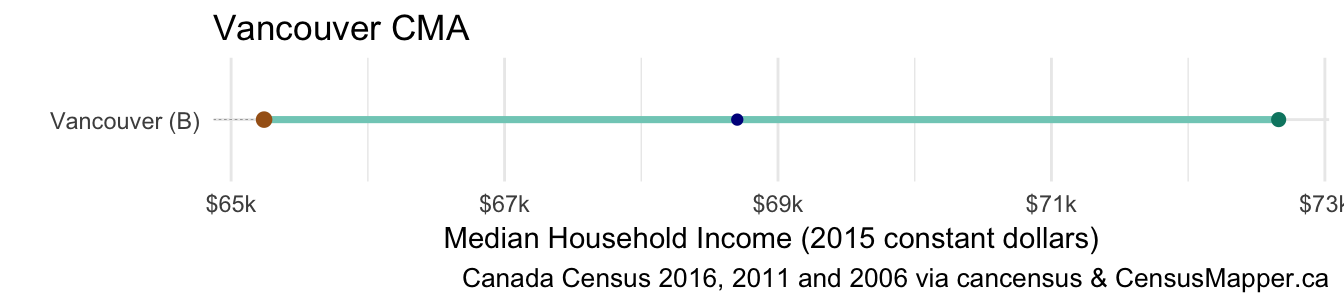 Vancouver CMA
Vancouver (B)
$65k $67k $69k $71k $73k
Median Household Income (2015 constant dollars)
Canada Census 2016, 2011 and 2006 via cancensus & CensusMapper.ca